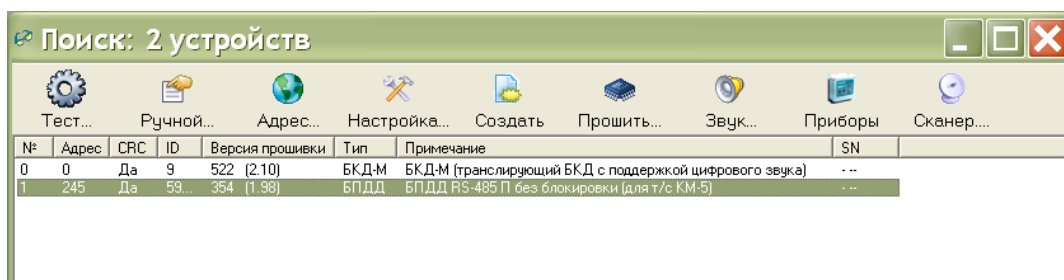 Поиск: 2 устройств
Тест... Ручной... Адрес... Настройка... Создать Прошить... Звук... Приборы Сканер....
№ Адрес CRC ID Версия прошивки Тип Примечание SN
0 0 Да 9 522 (2.10) БКД-М БКД-М (транслирующий БКД с поддержкой цифрового звука) - --
1 245 Да 59... 354 (1.98) БПДД БПДД RS-485 П без блокировки (для т/с КМ-5) - --